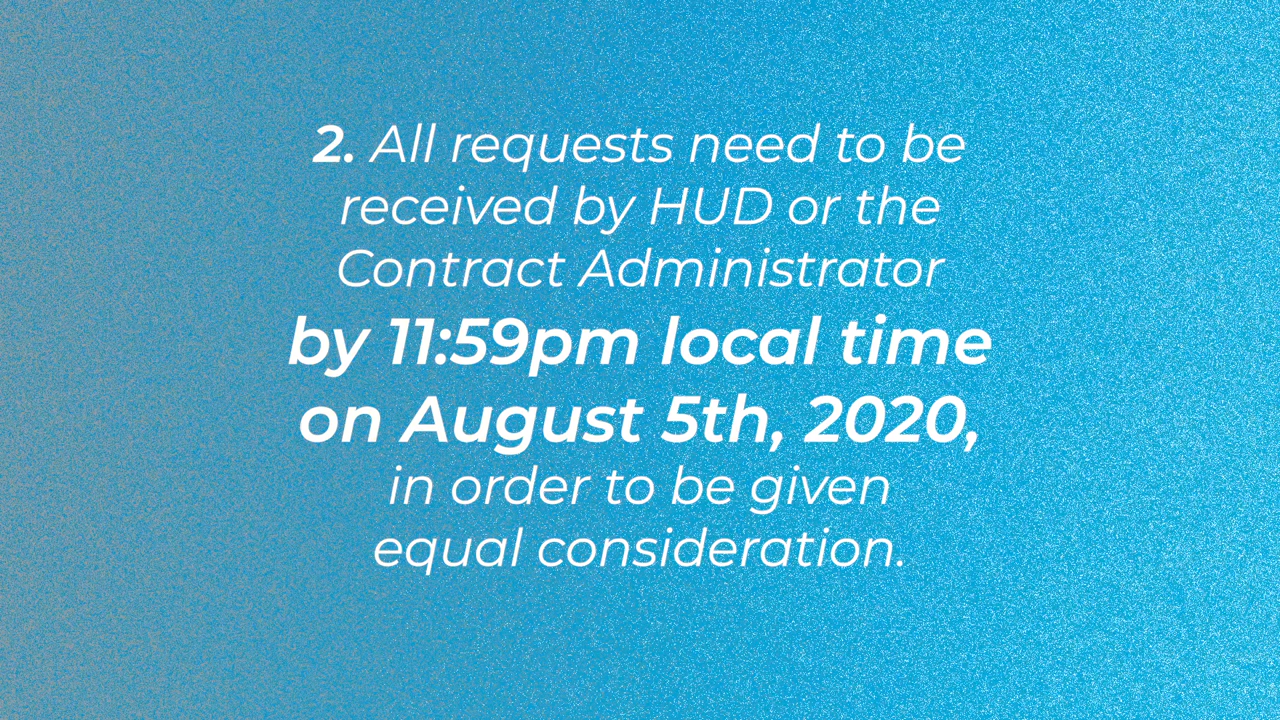 2. All requests need to be
received by HUD or the
Contract Administrator
by 11:59pm local time
on August 5th, 2020,
in order to be given
equal consideration.